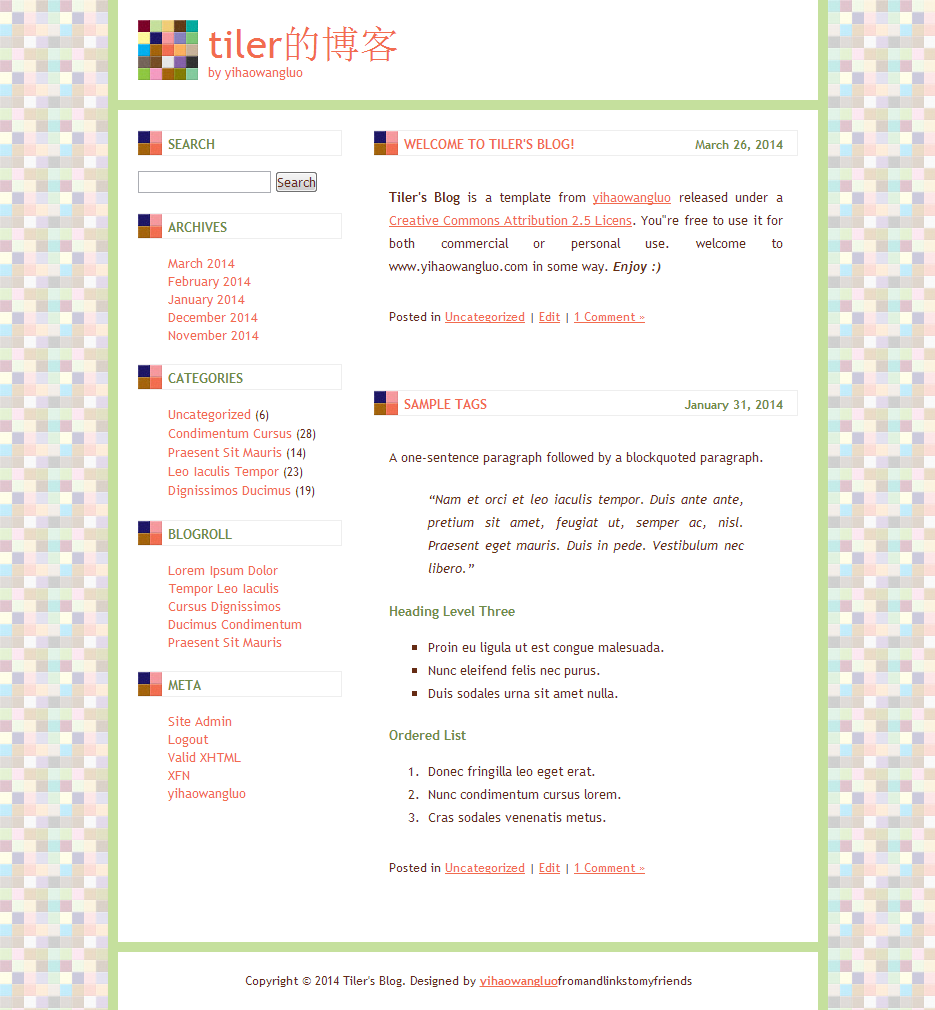 tiler的博客
by yihaowangluo
SEARCH
Search
ARCHIVES
March 2014
February 2014
January 2014
December 2014
November 2014
CATEGORIES
Uncategorized (6)
Condimentum Cursus (28)
Praesent Sit Mauris (14)
Leo Iaculis Tempor (23)
Dignissimos Ducimus (19)
BLOGROLL
Lorem Ipsum Dolor
Tempor Leo Iaculis
Cursus Dignissimos
Ducimus Condimentum
Praesent Sit Mauris
META
Site Admin
Logout
Valid XHTML
XFN
yihaowangluo
WELCOME TO TILER'S BLOG! March 26, 2014
Tiler's Blog is a template from yihaowangluo released under a
Creative Commons Attribution 2.5 Licens. You"re free to use it for
both commercial or personal use. welcome to
www.yihaowangluo.com in some way. Enjoy :)
Posted in Uncategorized | Edit | 1 Comment »
SAMPLE TAGS January 31, 2014
A one-sentence paragraph followed by a blockquoted paragraph.
“Nam et orci et leo iaculis tempor. Duis ante ante,
pretium sit amet, feugiat ut, semper ac, nisl.
Praesent eget mauris. Duis in pede. Vestibulum nec
libero.”
Heading Level Three
Proin eu ligula ut est congue malesuada.
Nunc eleifend felis nec purus.
Duis sodales urna sit amet nulla.
Ordered List
1. Donec fringilla leo eget erat.
2. Nunc condimentum cursus lorem.
3. Cras sodales venenatis metus.
Posted in Uncategorized | Edit | 1 Comment »
Copyright © 2014 Tiler's Blog. Designed by yihaowangluofromandlinkstomyfriends